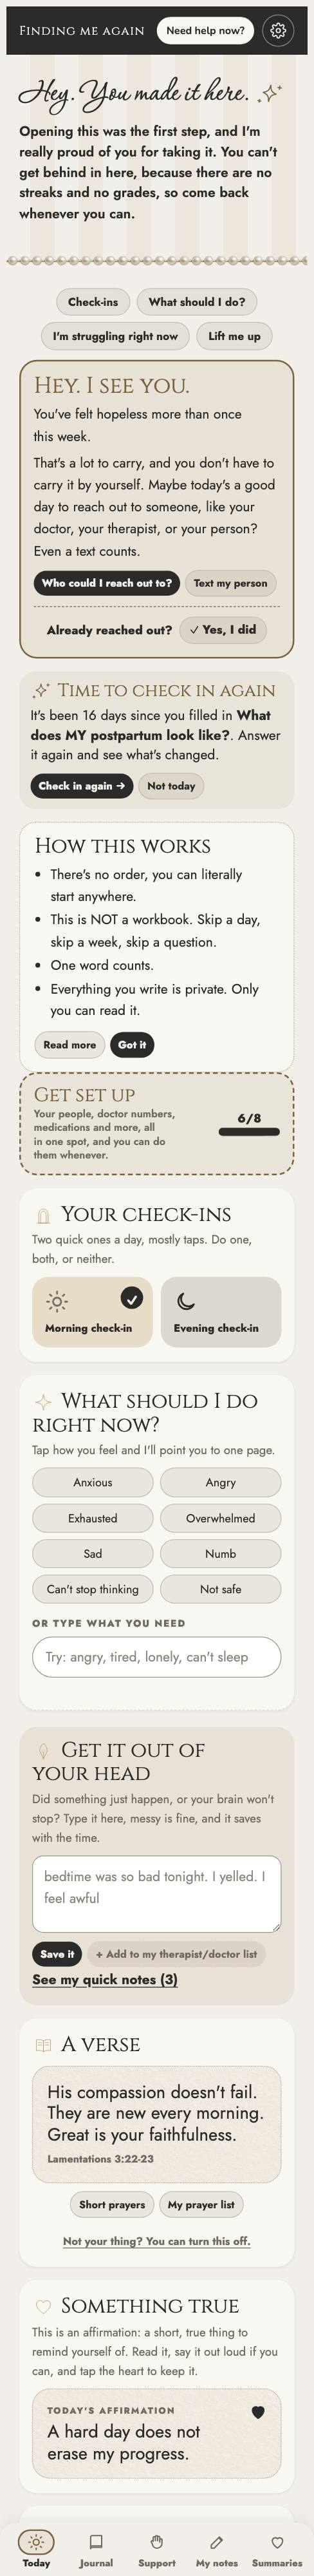 Finding me again
Need help now?
Hey. You made it here.
Opening this was the first step, and I'm
really proud of you for taking it. You can't
get behind in here, because there are no
streaks and no grades, so come back
whenever you can.
Check-ins
What should I do?
I'm struggling right now
Lift me up
Hey. I see you.
You've felt hopeless more than once
this week.
That's a lot to carry, and you don't have to
carry it by yourself. Maybe today's a good
day to reach out to someone, like your
doctor, your therapist, or your person?
Even a text counts.
Who could I reach out to?
Text my person
Already reached out?
✓ Yes, I did
Time to check in again
It's been 16 days since you filled in What
does MY postpartum look like?. Answer
it again and see what's changed.
Check in again →
Not today
How this works
• There's no order, you can literally
start anywhere.
• This is NOT a workbook. Skip a day,
skip a week, skip a question.
• One word counts.
• Everything you write is private. Only
you can read it.
Read more
Got it
Get set up
Your people, doctor numbers,
medications and more, all
in one spot, and you can do
them whenever.
6/8
Your check-ins
Two quick ones a day, mostly taps. Do one,
both, or neither.
Morning check-in
Evening check-in
What should I do
right now?
Tap how you feel and I'll point you to one page.
Anxious
Angry
Exhausted
Overwhelmed
Sad
Numb
Can't stop thinking
Not safe
OR TYPE WHAT YOU NEED
Try: angry, tired, lonely, can't sleep
Get it out of
your head
Did something just happen, or your brain won't
stop? Type it here, messy is fine, and it saves
with the time.
bedtime was so bad tonight. I yelled. I
feel awful
Save it
+ Add to my therapist/doctor list
See my quick notes (3)
A verse
His compassion doesn't fail.
They are new every morning.
Great is your faithfulness.
Lamentations 3:22-23
Short prayers
My prayer list
Not your thing? You can turn this off.
Something true
This is an affirmation: a short, true thing to
remind yourself of. Read it, say it out loud if you
can, and tap the heart to keep it.
TODAY'S AFFIRMATION
A hard day does not
erase my progress.
Today
Journal
Support
My notes
Summaries